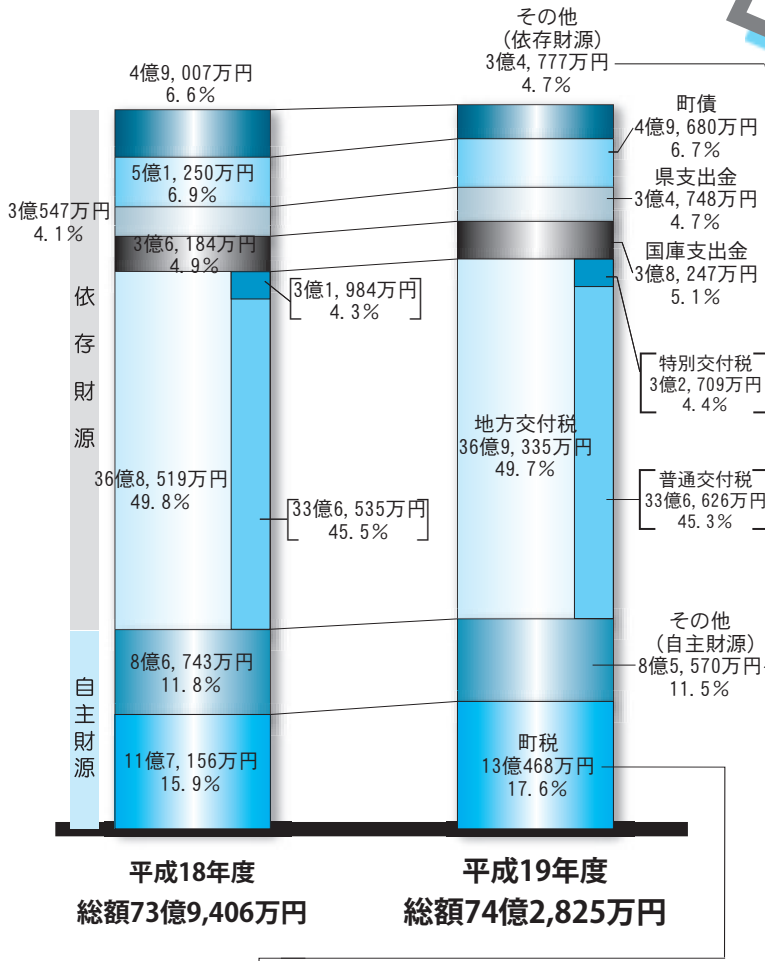 4億9, 007万円
6. 6%
5億1, 250万円
6. 9%
3億547万円
4. 1%
3億6, 184万円
4. 9%
3億1, 984万円
4. 3%
36億8, 519万円
49. 8%
33億6, 535万円
45. 5%
8億6, 743万円
11. 8%
11億7, 156万円
15. 9%
依存財源
自主財源
平成18年度
総額73億9,406万円
その他
(依存財源)
3億4, 777万円
4. 7%
町債
4億9, 680万円
6. 7%
県支出金
3億4, 748万円
4. 7%
国庫支出金
3億8, 247万円
5. 1%
特別交付税
3億2, 709万円
4. 4%
地方交付税
36億9, 335万円
49. 7%
普通交付税
33億6, 626万円
45. 3%
その他
(自主財源)
8億5, 570万円
11. 5%
町税
13億468万円
17. 6%
平成19年度
総額74億2,825万円